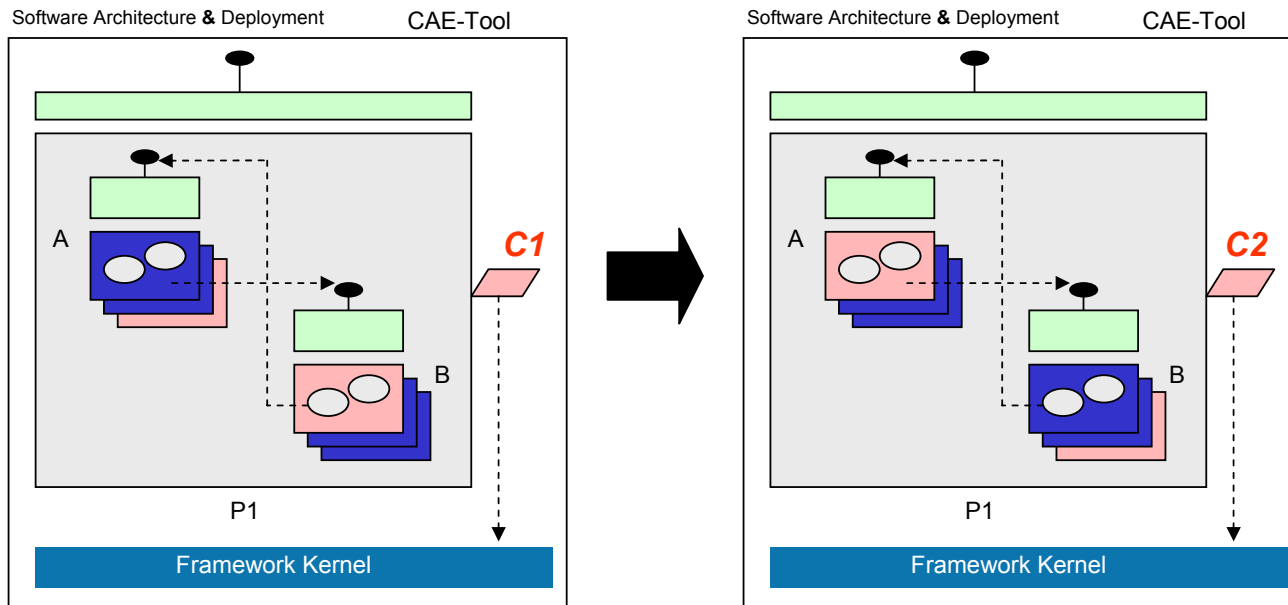 Software Architecture & Deployment CAE-Tool
A
C1
B
P1
Framework Kernel
Software Architecture & Deployment CAE-Tool
A
C2
B
P1
Framework Kernel